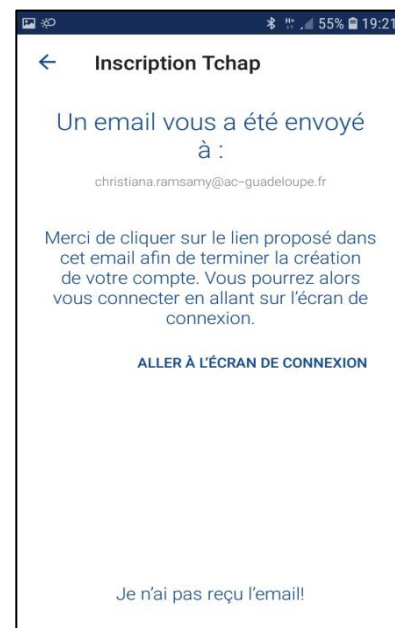 55% 19:21
Inscription Tchap
Un email vous a été envoyé
à :
christiana.ramsamy@ac-guadeloupe.fr
Merci de cliquer sur le lien proposé dans
cet email afin de terminer la création
de votre compte. Vous pourrez alors
vous connecter en allant sur l'écran de
connexion.
ALLER À L'ÉCRAN DE CONNEXION
Je n'ai pas reçu l'email!